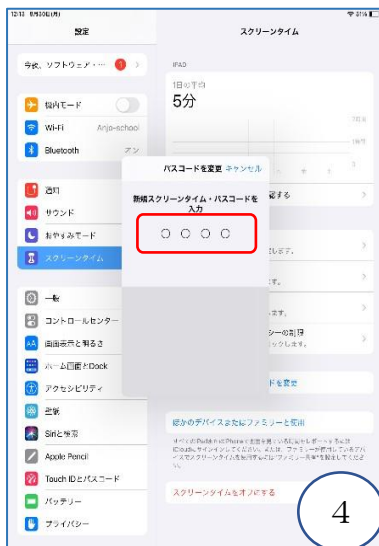 12:13 8月30日(月)
31%
設定
スクリーンタイム
今夜、ソフトウェア・… 1
機内モード
Wi-Fi Anjo-school
Bluetooth オン
通知
サウンド
おやすみモード
スクリーンタイム
一般
コントロールセンター
画面表示と明るさ
ホーム画面とDock
アクセシビリティ
壁紙
Siriと検索
Apple Pencil
Touch IDとパスコード
バッテリー
プライバシー
IPAD
1日の平均
5分
パスコードを変更 キャンセル
新規スクリーンタイム・パスコードを
入力
ドを変更
ほかのデバイスまたはファミリーと使用
スクリーンタイムをオフにする
4